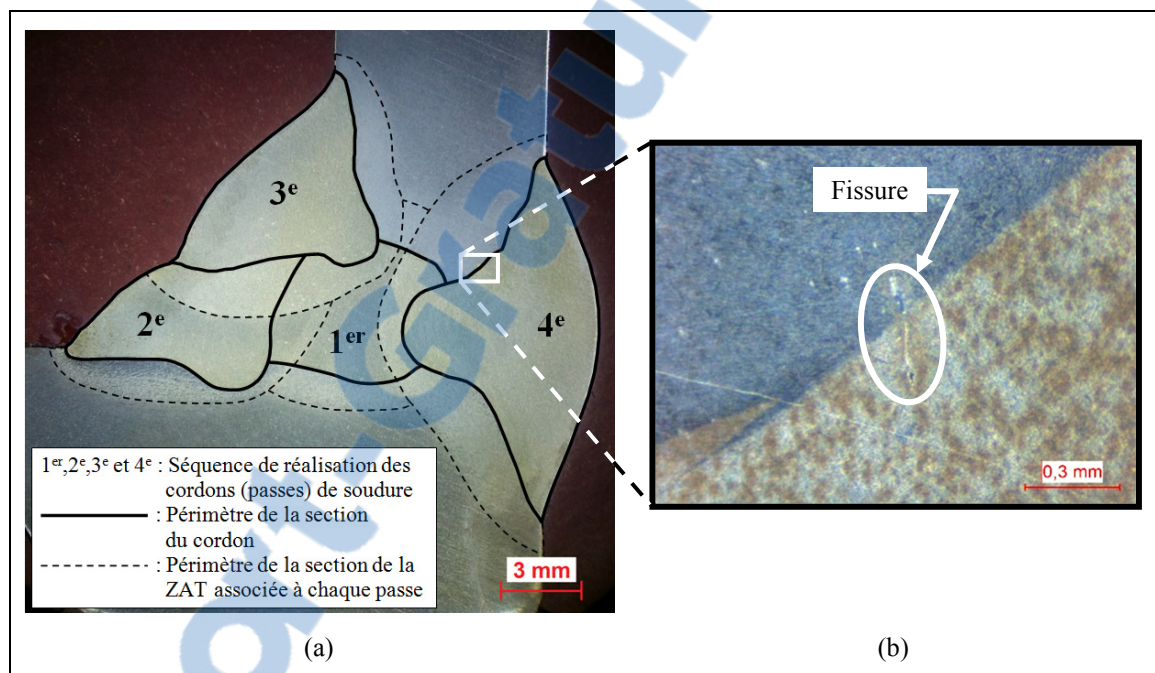 3ᵉ
2ᵉ
1ᵉʳ
4ᵉ
1ᵉʳ,2ᵉ,3ᵉ et 4ᵉ : Séquence de réalisation des
cordons (passes) de soudure
: Périmètre de la section
du cordon
: Périmètre de la section de la
ZAT associée à chaque passe
3 mm
(a)
Fissure
0,3 mm
(b)